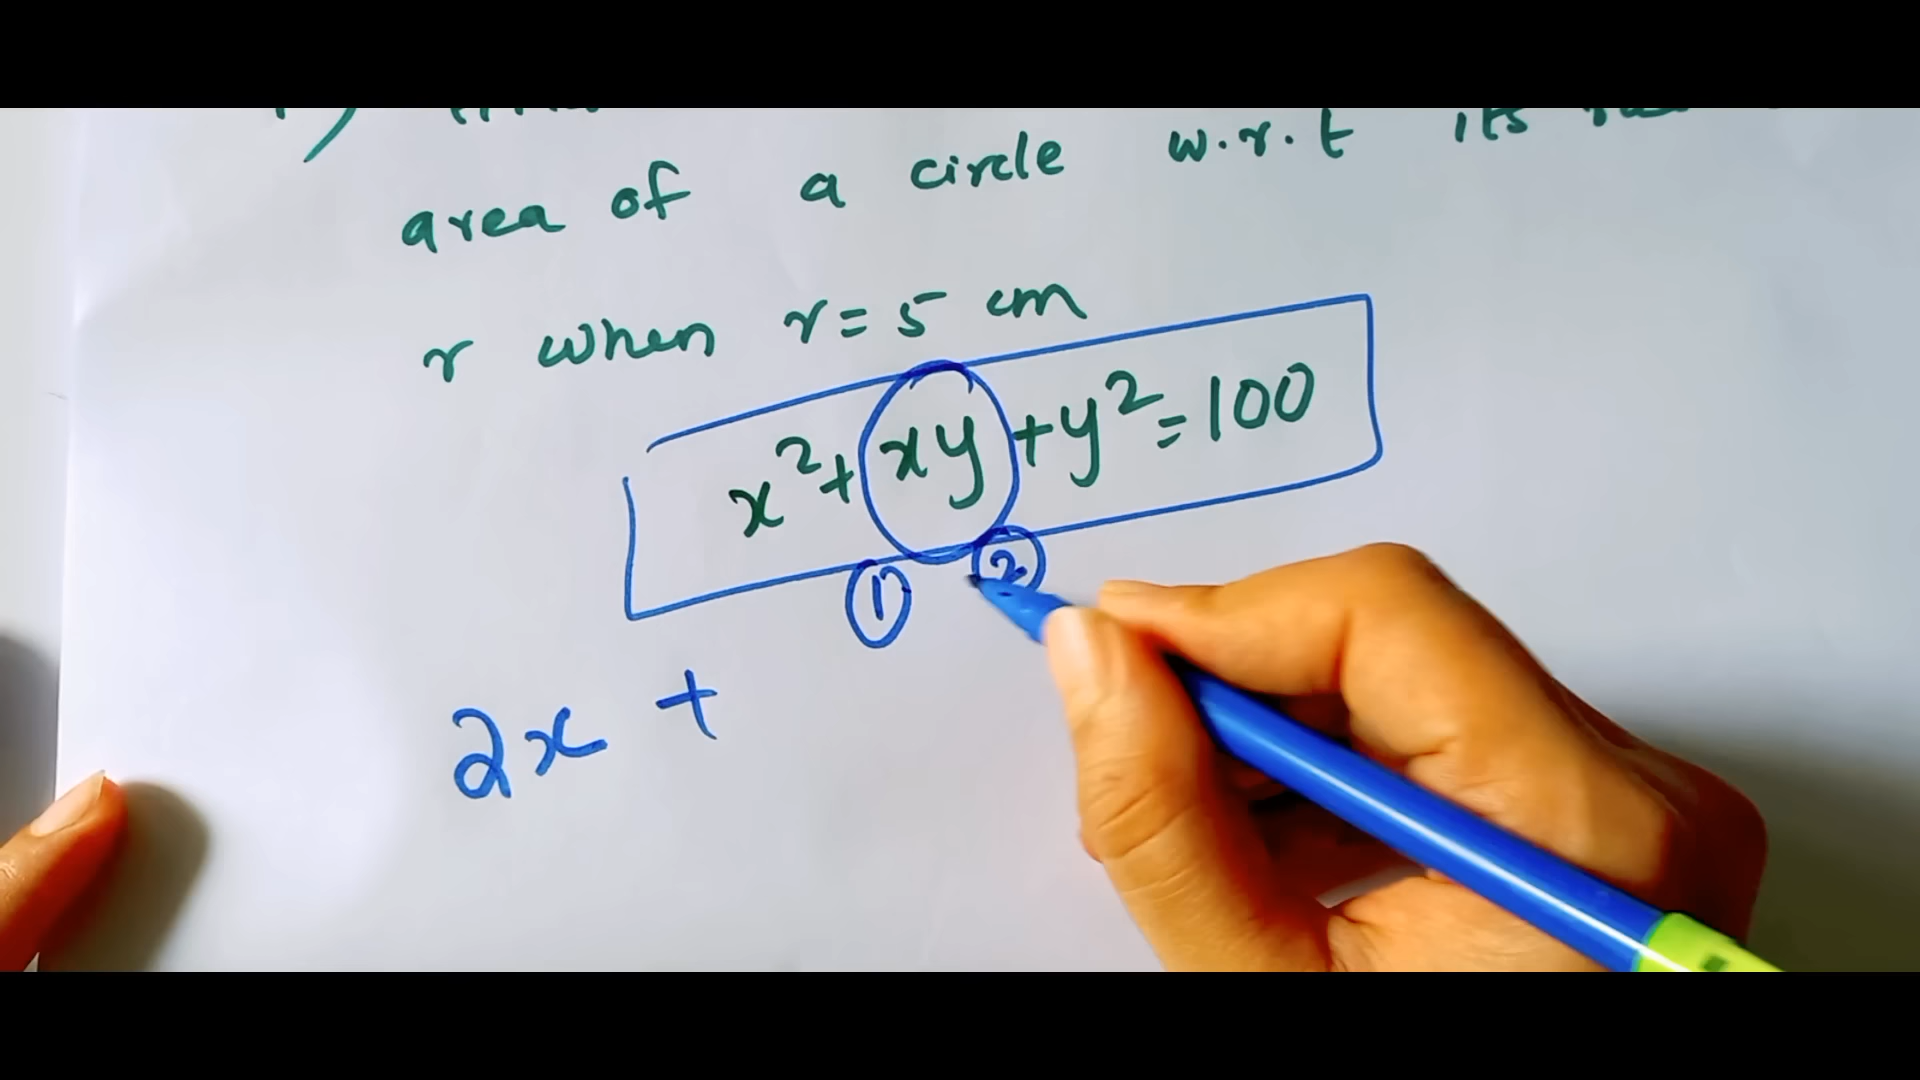 area of a circle w.r.t its
r when r = 5 cm
x²+ xy +y²=100
① ②
2x +